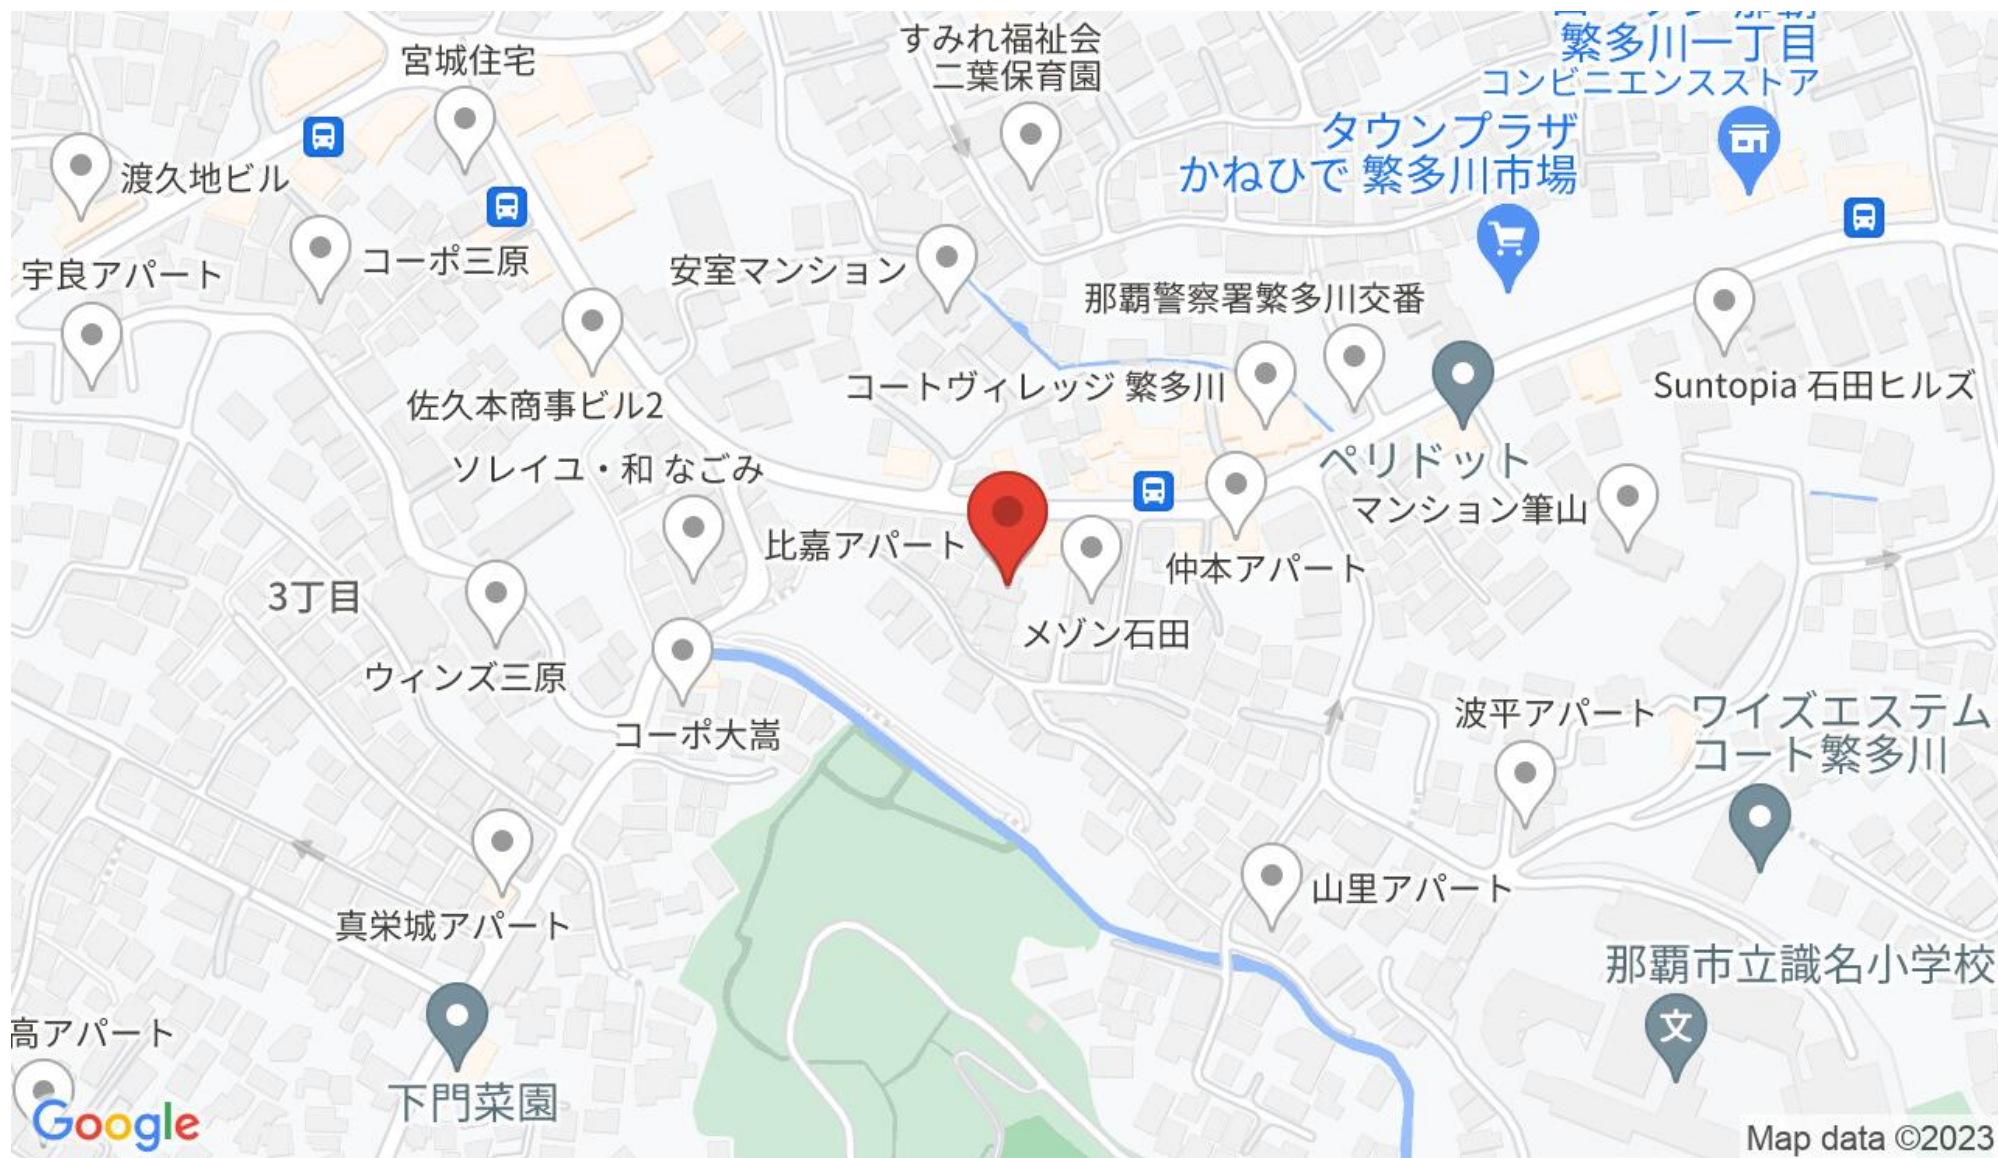 繁多川一丁目
コンビニエンスストア
すみれ福祉会
二葉保育園
宮城住宅
タウンプラザ
かねひで 繁多川市場
渡久地ビル
コーポ三原
宇良アパート
安室マンション
那覇警察署繁多川交番
コートヴィレッジ 繁多川
Suntopia 石田ヒルズ
佐久本商事ビル2
ソレイユ・和 なごみ
ペリドット
マンション筆山
比嘉アパート
仲本アパート
3丁目
メゾン石田
ウィンズ三原
コーポ大嵩
波平アパート
ワイズエステム
コート繁多川
山里アパート
真栄城アパート
那覇市立識名小学校
文
高アパート
下門菜園
Google
Map data ©2023